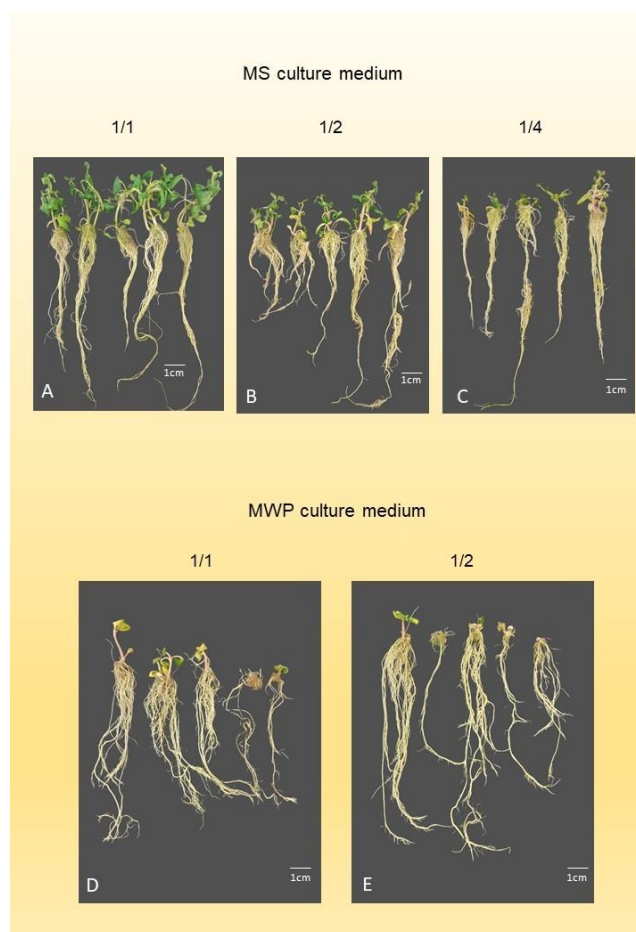 MS culture medium
1/1 1/2 1/4
1cm 1cm 1cm
A B C
MWP culture medium
1/1 1/2
1cm 1cm
D E